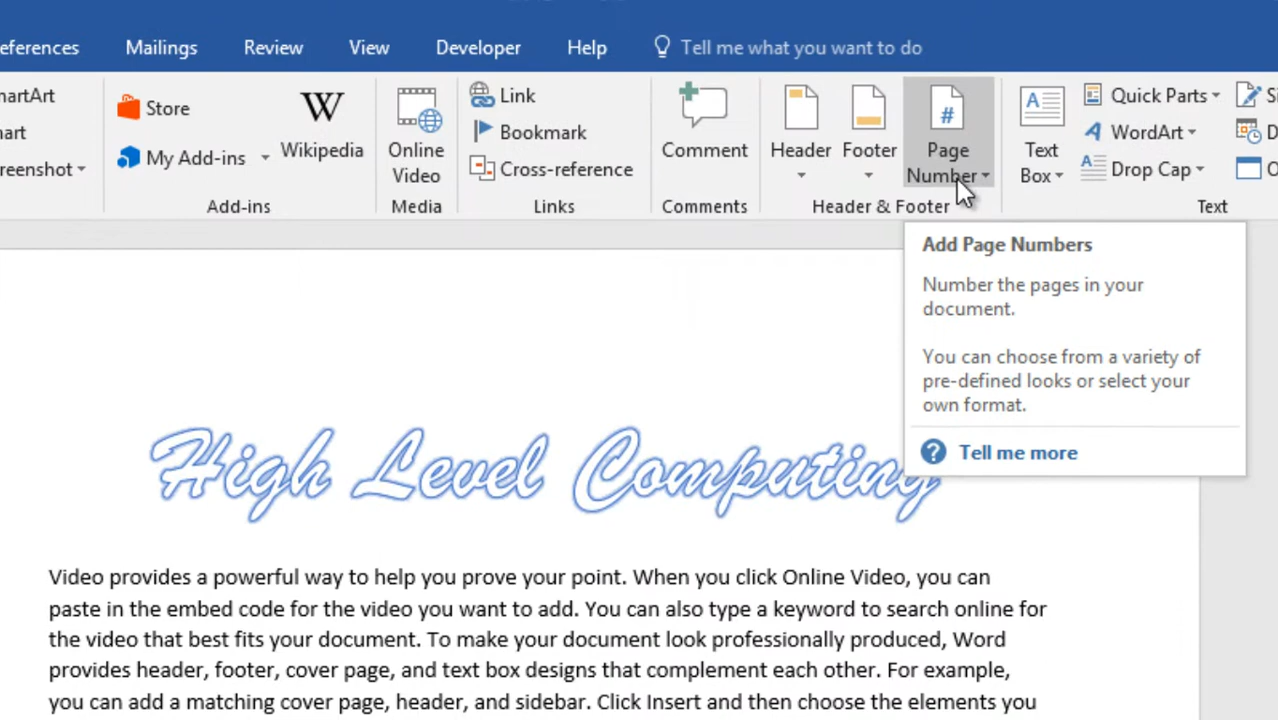 eferences Mailings Review View Developer Help Tell me what you want to do
martArt Store W Link Quick Parts
art My Add-ins Wikipedia Online Video Bookmark Comment Header Footer # Page Number A Text Box A WordArt
reenshot Cross-reference A Drop Cap
Add-ins Media Links Comments Header & Footer Text
Add Page Numbers
Number the pages in your
document.
You can choose from a variety of
pre-defined looks or select your
own format.
? Tell me more
High Level Computing
Video provides a powerful way to help you prove your point. When you click Online Video, you can
paste in the embed code for the video you want to add. You can also type a keyword to search online for
the video that best fits your document. To make your document look professionally produced, Word
provides header, footer, cover page, and text box designs that complement each other. For example,
you can add a matching cover page, header, and sidebar. Click Insert and then choose the elements you